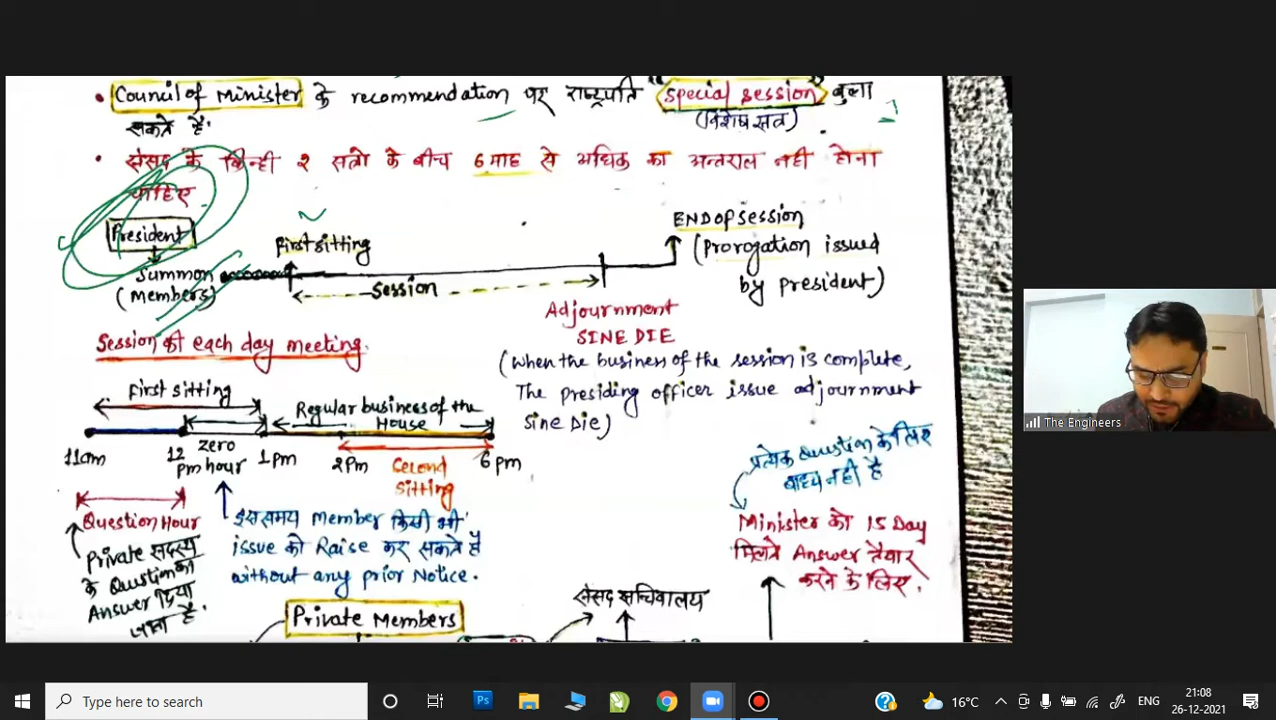 • Council of Minister के recommendation पर राष्ट्रपति "Special session" बुला
(विशेष सत्र)
सकते है.
• संसद के किन्ही २ सत्रो के बीच 6 माह से अधिक का अन्तराल नही होना
चाहिए
President
First sitting
END of session
Summon
(Members)
(Prorogation issued
by president)
Session
Adjournment
SINE DIE
Session की each day meeting.
(When the business of the session is complete,
The presiding officer issue adjournment
Sine Die)
First sitting
Regular business of the
House
11am
12
pm
zero
hour
1 pm
2pm
Second
sitting
6 pm
प्रत्येक Question के लिए
बाध्य नही है
Question Hour
Private सदस्य
के Question का
Answer दिया
जाता है.
इस समय Member किसी भी
issue को Raise कर सकते है
without any prior Notice.
Minister को 15 Day
मिलते Answer तैयार
करने के लिए.
Private Members
संसद सचिवालय
The Engineers
Type here to search
16°C
ENG
21:08
26-12-2021
3